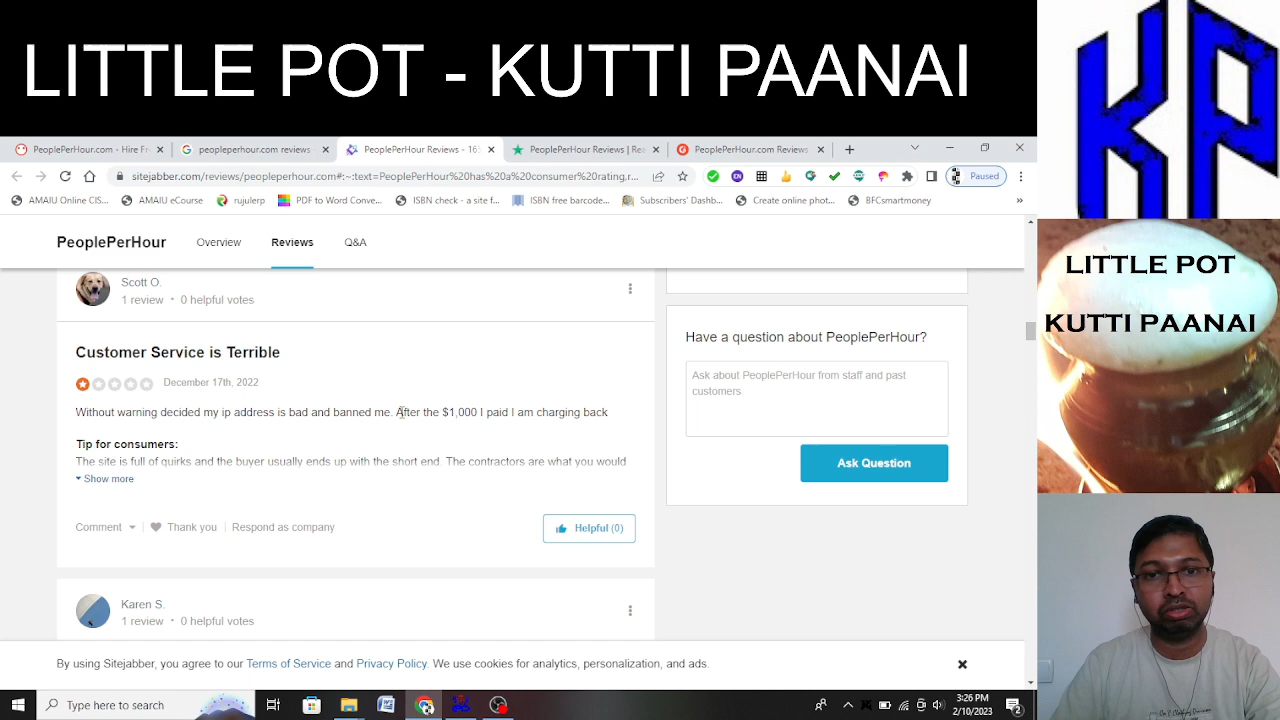 LITTLE POT - KUTTI PAANAI
KP
PeoplePerHour.com - Hire Fr
peopleperhour.com reviews
PeoplePerHour Reviews - 16
PeoplePerHour Reviews | Rea
PeoplePerHour.com Reviews
sitejabber.com/reviews/peopleperhour.com#:~:text=PeoplePerHour%20has%20a%20consumer%20rating.r...
Paused
AMAIU Online CIS...
AMAIU eCourse
rujulerp
PDF to Word Conve...
ISBN check - a site f...
ISBN free barcode...
Subscribers' Dashb...
Create online phot...
BFCsmartmoney
»
PeoplePerHour
Overview
Reviews
Q&A
Scott O.
1 review • 0 helpful votes
Customer Service is Terrible
December 17th, 2022
Without warning decided my ip address is bad and banned me. After the $1,000 I paid I am charging back
Tip for consumers:
The site is full of quirks and the buyer usually ends up with the short end. The contractors are what you would
Show more
Comment
Thank you
Respond as company
Helpful (0)
Karen S.
1 review • 0 helpful votes
Have a question about PeoplePerHour?
Ask about PeoplePerHour from staff and past
customers
Ask Question
By using Sitejabber, you agree to our Terms of Service and Privacy Policy. We use cookies for analytics, personalization, and ads.
Type here to search
3:26 PM
2/10/2023
2
LITTLE POT
KUTTI PAANAI